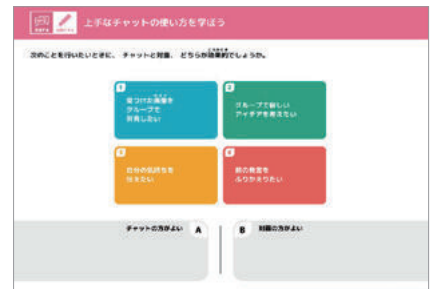 上手なチャットの使い方を学ぼう
次のことを行いたいときに、チャットと対面、どちらが効果的でしょうか。
1
見つけた画像を
グループで
共有したい
2
グループで新しい
アイデアを考えたい
3
自分の気持ちを
伝えたい
4
前の発言を
ふりかえりたい
チャットの方がよい A
B 対面の方がよい